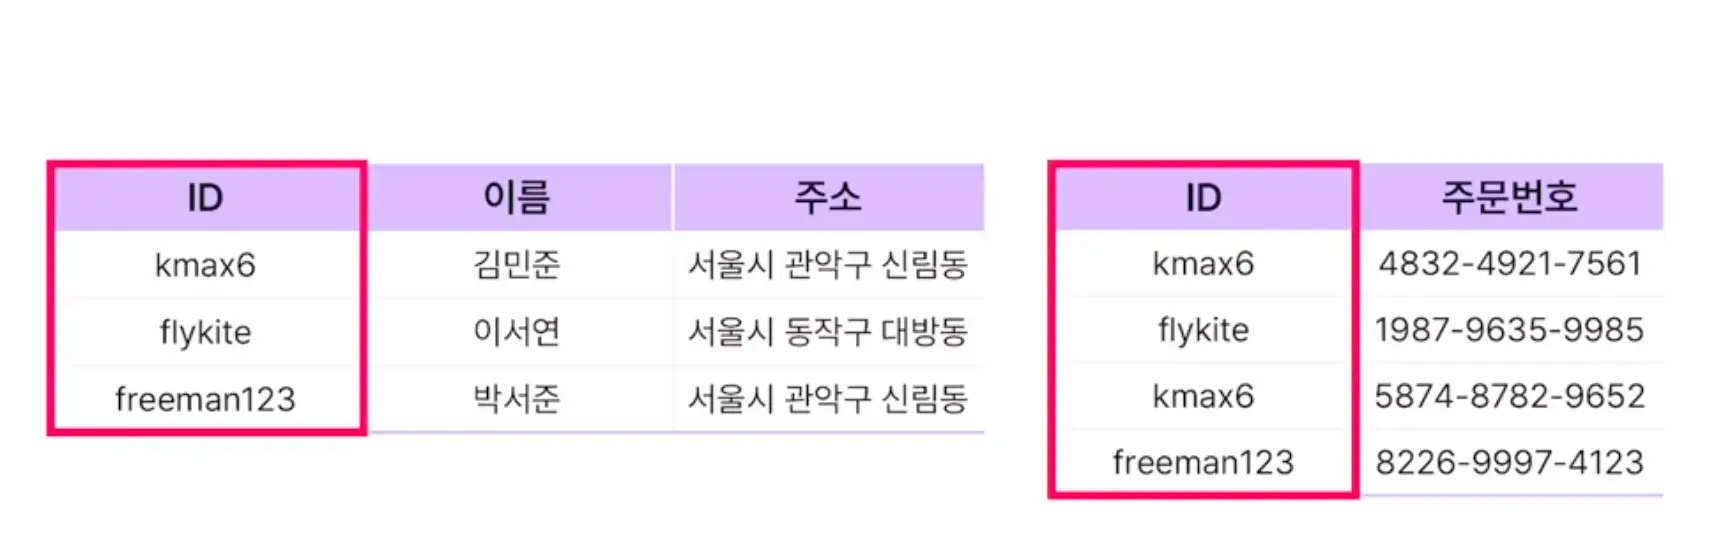 ID 이름 주소
kmax6 김민준 서울시 관악구 신림동
flykite 이서연 서울시 동작구 대방동
freeman123 박서준 서울시 관악구 신림동
ID 주문번호
kmax6 4832-4921-7561
flykite 1987-9635-9985
kmax6 5874-8782-9652
freeman123 8226-9997-4123